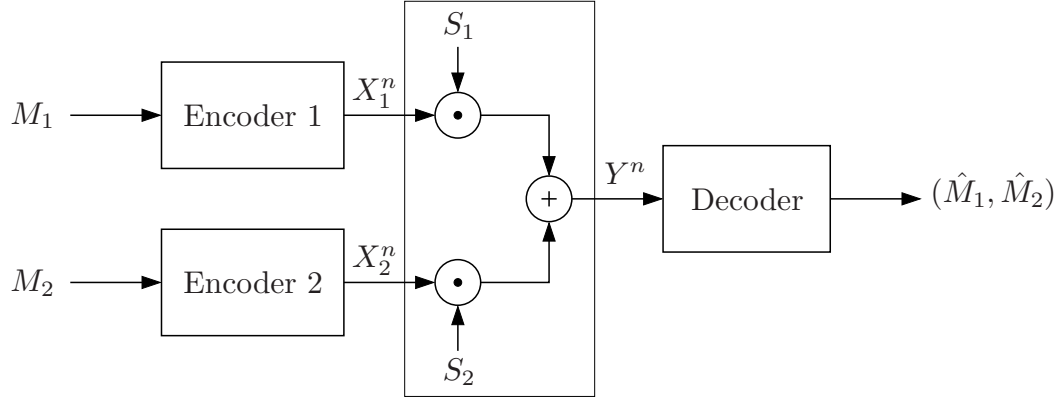 S_1
M_1 Encoder 1 X_1^n
+ Y^n Decoder (\hat{M}_1, \hat{M}_2)
M_2 Encoder 2 X_2^n
S_2